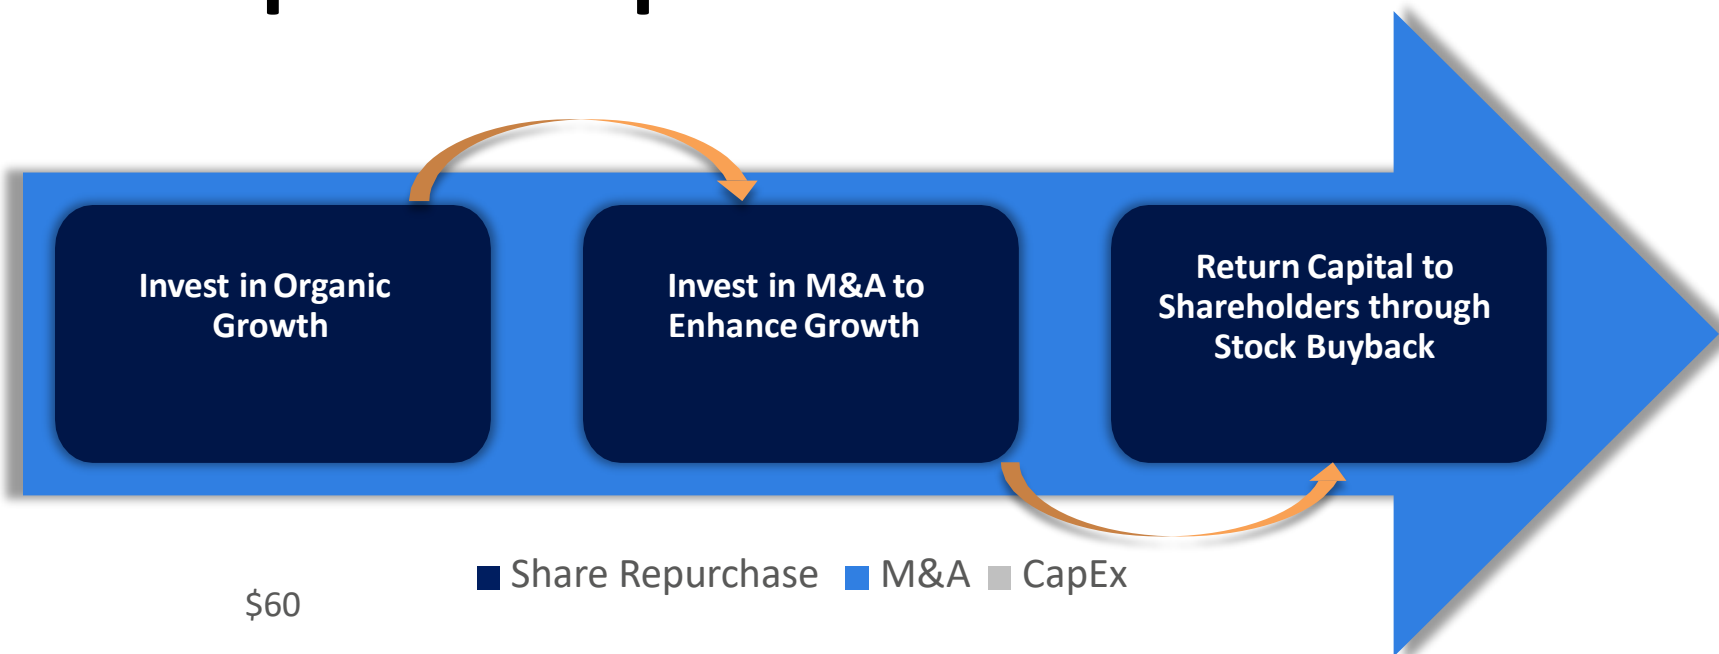 Invest in Organic
Growth
Invest in M&A to
Enhance Growth
Return Capital to
Shareholders through
Stock Buyback
Share Repurchase M&A CapEx
$60